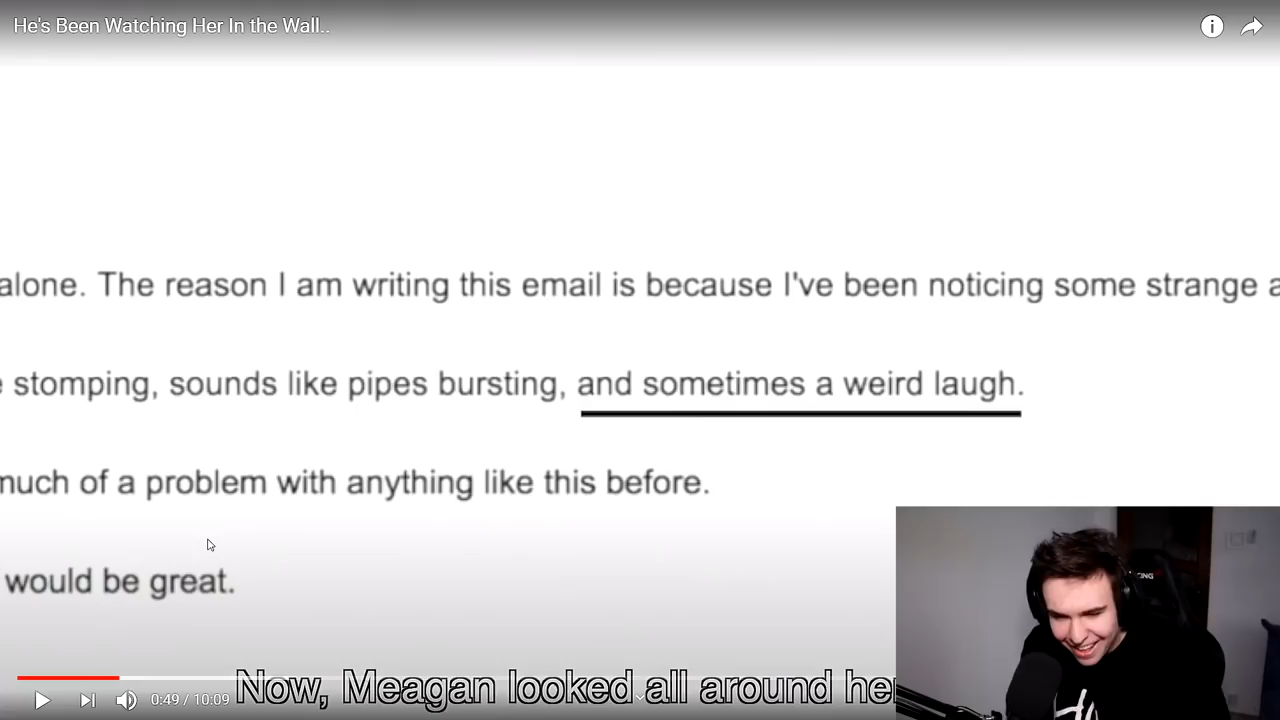 He's Been Watching Her In the Wall..
alone. The reason I am writing this email is because I've been noticing some strange a
e stomping, sounds like pipes bursting, and sometimes a weird laugh.
much of a problem with anything like this before.
would be great.
CING
0:49 / 10:09
Now, Meagan looked all around her